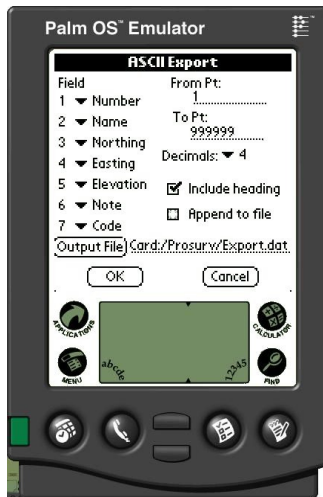 Palm OS™ Emulator
ASCII Export
Field
From Pt:
1 Number
1
2 Name
To Pt:
999999
3 Northing
4 Easting
Decimals: 4
5 Elevation
Include heading
6 Note
Append to file
7 Code
Output File Card:/Prosurv/Export.dat
OK
Cancel
APPLICATIONS
CALCULATOR
MENU
abcde
12345
FIND